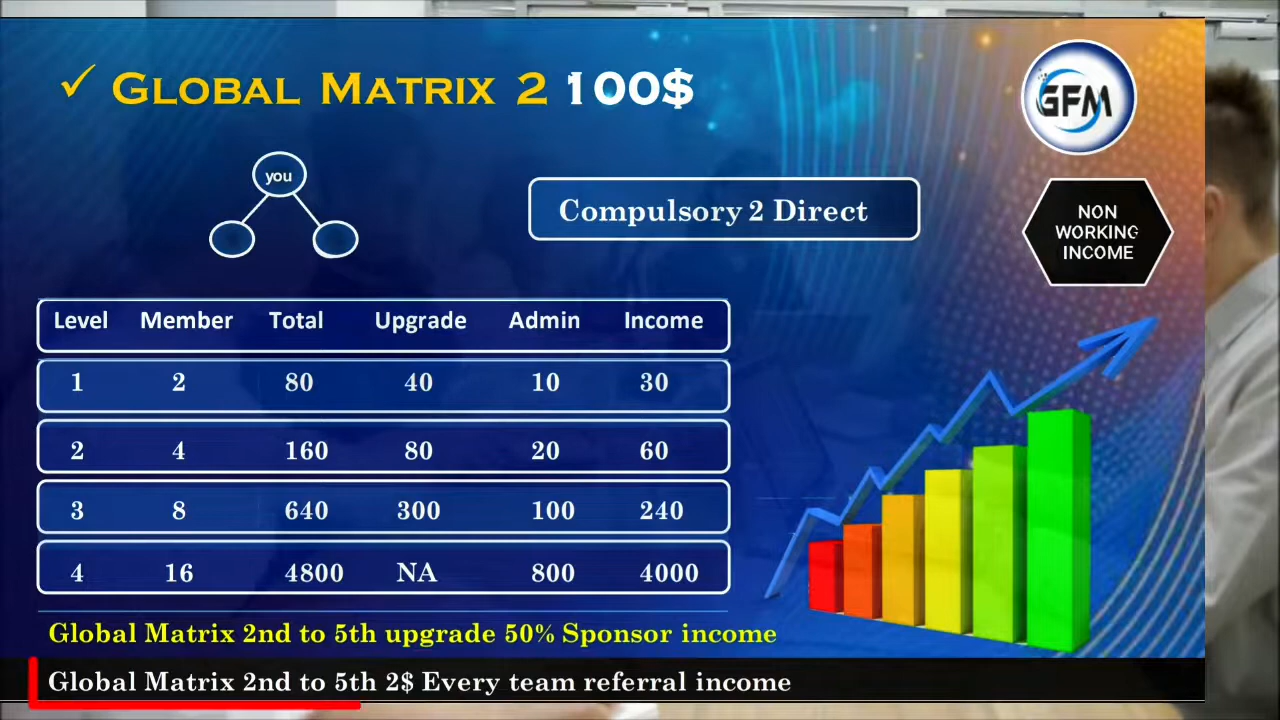 ✓ GLOBAL MATRIX 2 100$
GFM
you
Compulsory 2 Direct
NON
WORKING
INCOME
Level Member Total Upgrade Admin Income
1 2 80 40 10 30
2 4 160 80 20 60
3 8 640 300 100 240
4 16 4800 NA 800 4000
Global Matrix 2nd to 5th upgrade 50% Sponsor income
Global Matrix 2nd to 5th 2$ Every team referral income